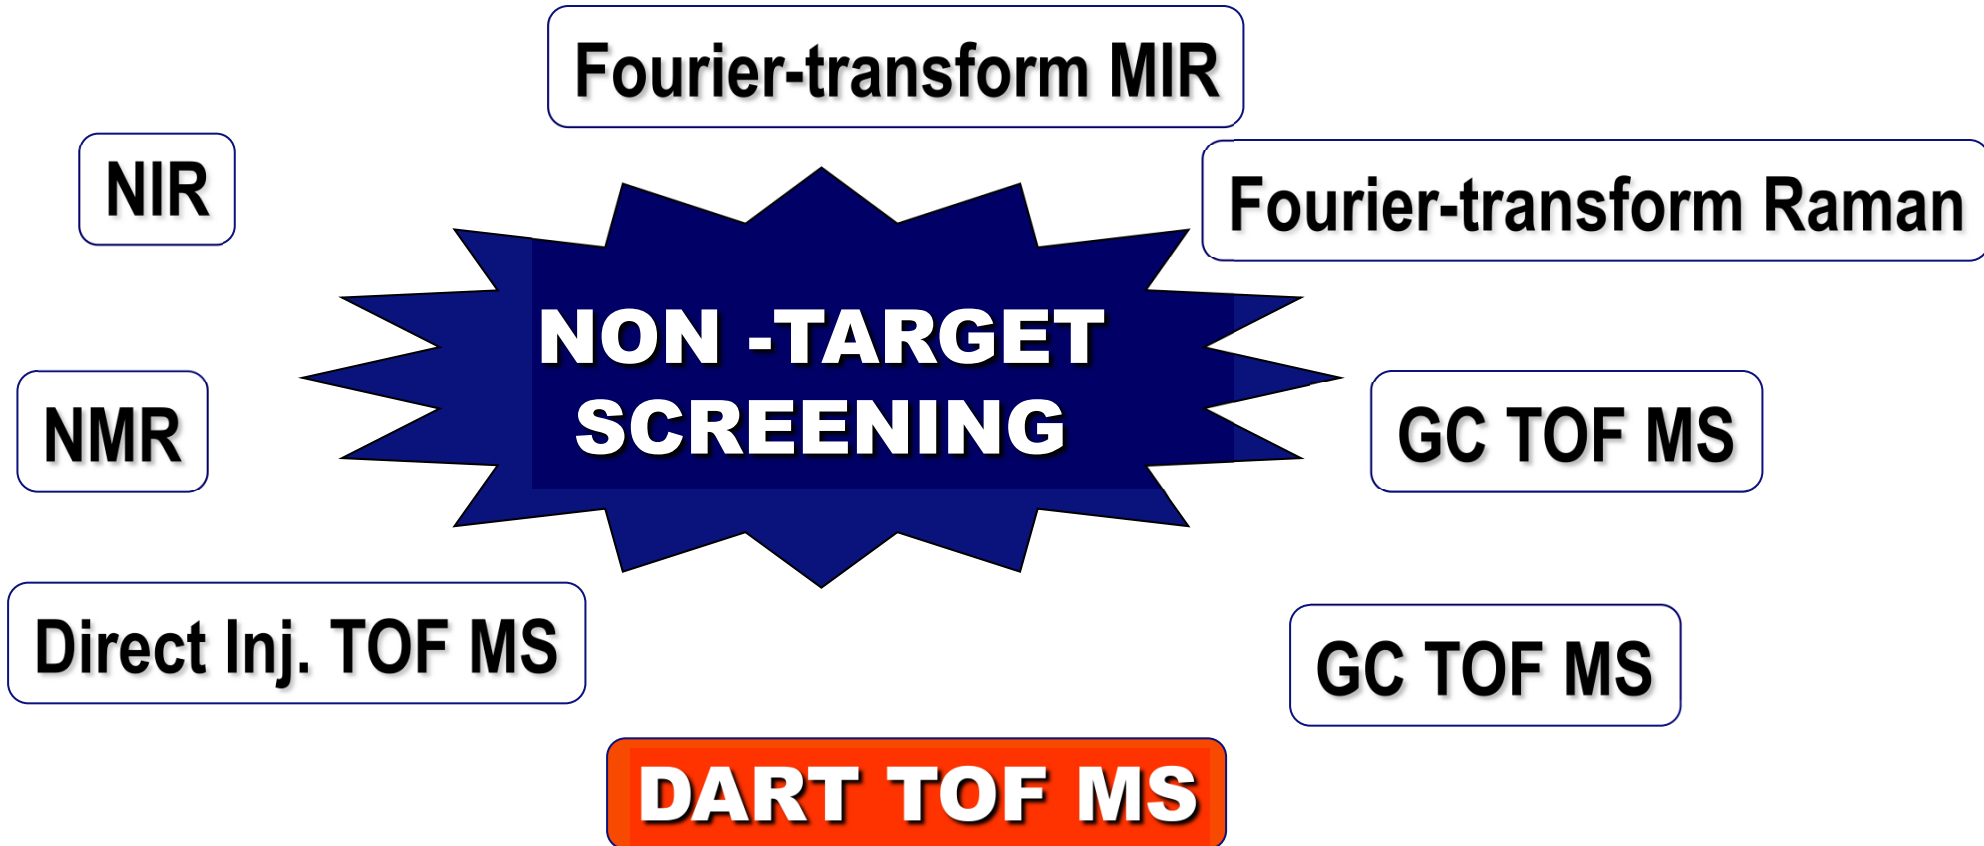 Fourier-transform MIR
NIR
Fourier-transform Raman
NON -TARGET
SCREENING
NMR
GC TOF MS
Direct Inj. TOF MS
GC TOF MS
DART TOF MS